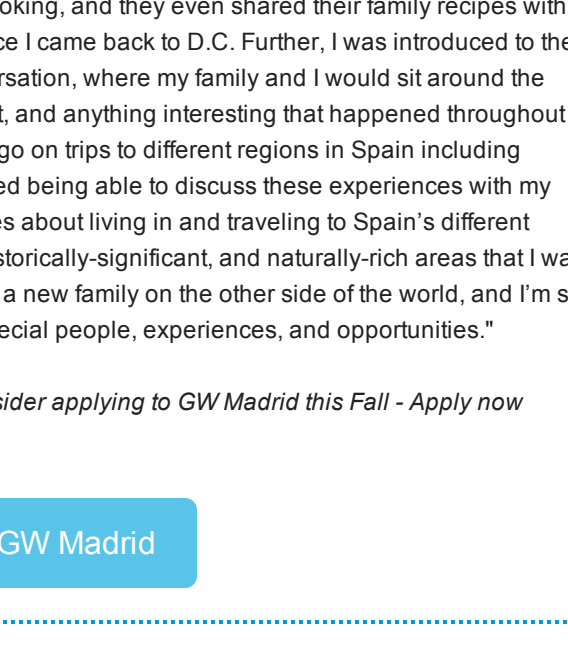 oking, and they even shared their family recipes with
ce I came back to D.C. Further, I was introduced to the
rsation, where my family and I would sit around the
t, and anything interesting that happened throughout
go on trips to different regions in Spain including
ed being able to discuss these experiences with my
es about living in and traveling to Spain's different
storically-significant, and naturally-rich areas that I wa
a new family on the other side of the world, and I'm s
ecial people, experiences, and opportunities."
sider applying to GW Madrid this Fall - Apply now
GW Madrid